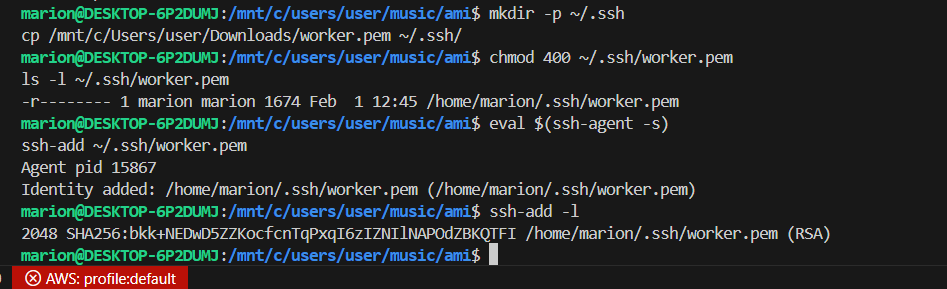 marion@DESKTOP-6P2DUMJ:/mnt/c/users/user/music/ami$ mkdir -p ~/.ssh
cp /mnt/c/Users/user/Downloads/worker.pem ~/.ssh/
marion@DESKTOP-6P2DUMJ:/mnt/c/users/user/music/ami$ chmod 400 ~/.ssh/worker.pem
ls -l ~/.ssh/worker.pem
-r-------- 1 marion marion 1674 Feb  1 12:45 /home/marion/.ssh/worker.pem
marion@DESKTOP-6P2DUMJ:/mnt/c/users/user/music/ami$ eval $(ssh-agent -s)
ssh-add ~/.ssh/worker.pem
Agent pid 15867
Identity added: /home/marion/.ssh/worker.pem (/home/marion/.ssh/worker.pem)
marion@DESKTOP-6P2DUMJ:/mnt/c/users/user/music/ami$ ssh-add -l
2048 SHA256:bkk+NEDwD5ZZKocfcnTqPxqI6zIZNIlNAPOdZBKQTFI /home/marion/.ssh/worker.pem (RSA)
marion@DESKTOP-6P2DUMJ:/mnt/c/users/user/music/ami$
AWS: profile:default